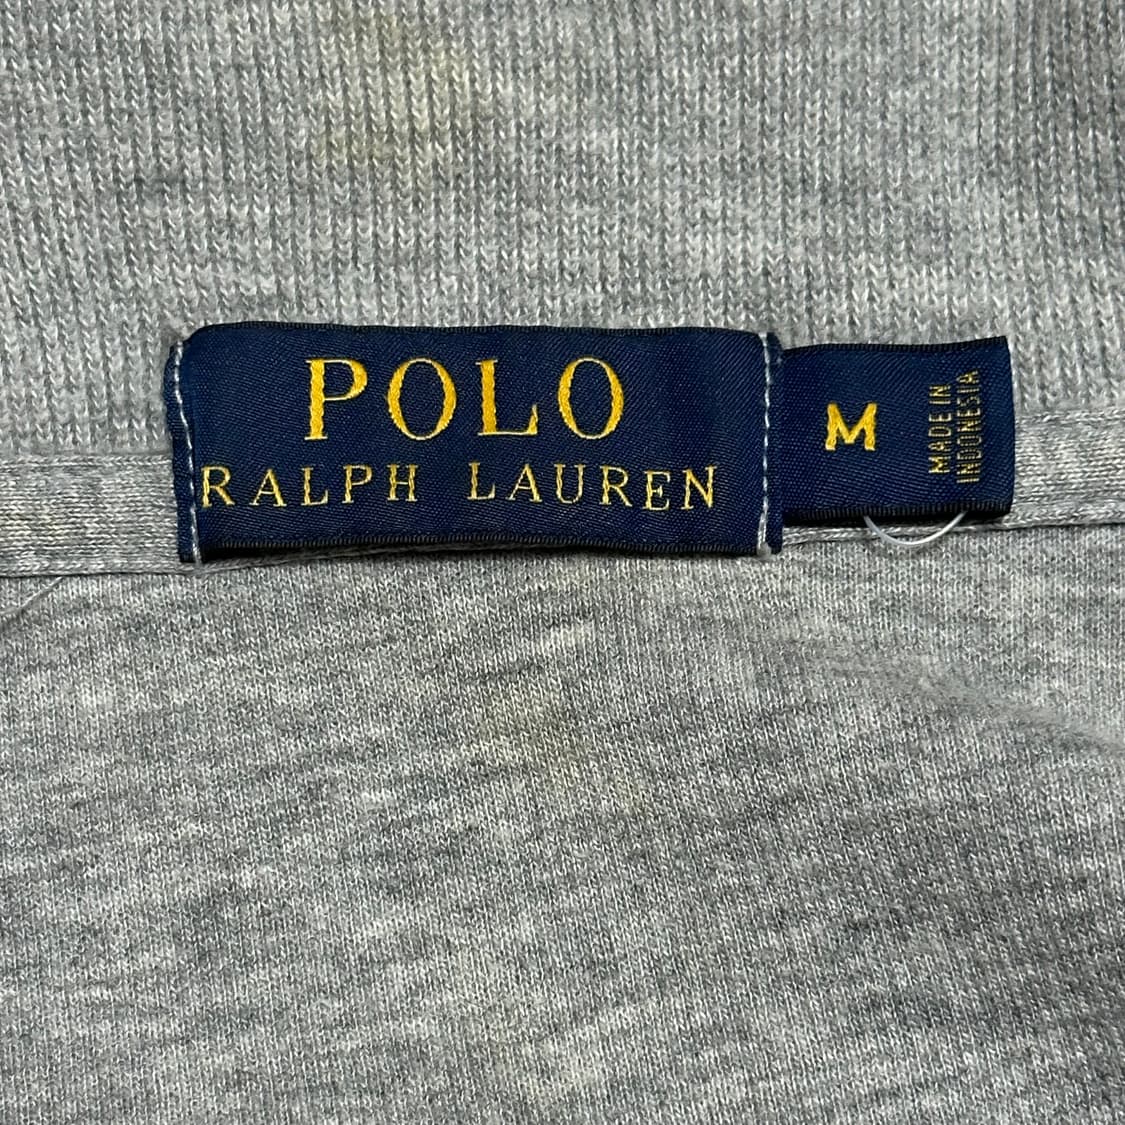 POLO
RALPH LAUREN
M
MADE IN
INDONESIA